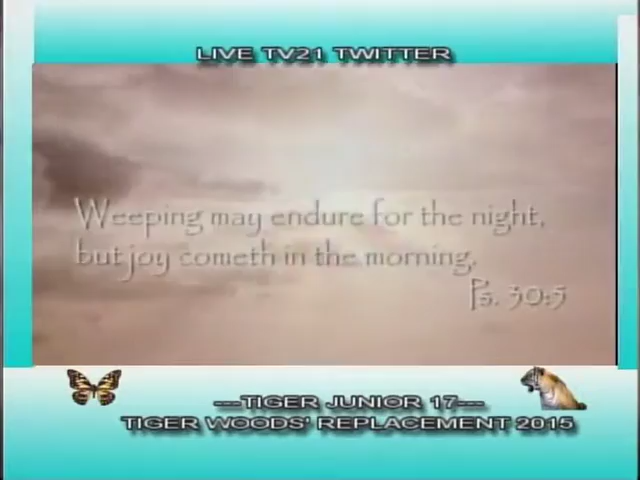 LIVE TV21 TWITTER
Weeping may endure for the night,
but joy cometh in the morning.
Ps. 30:5
---TIGER JUNIOR 17---
TIGER WOODS' REPLACEMENT 2015